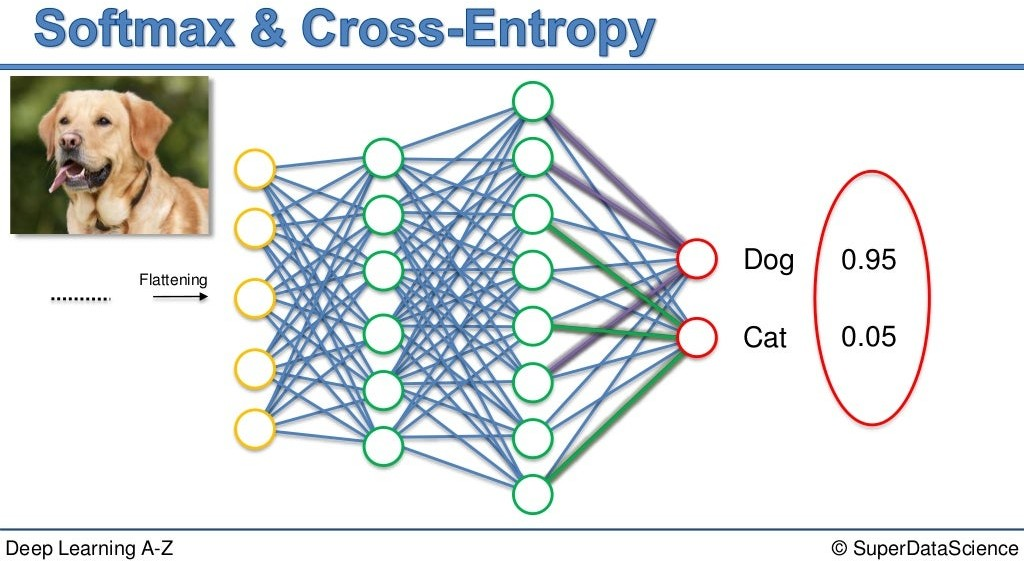 Softmax & Cross-Entropy
Flattening
Dog 0.95
Cat 0.05
Deep Learning A-Z
© SuperDataScience